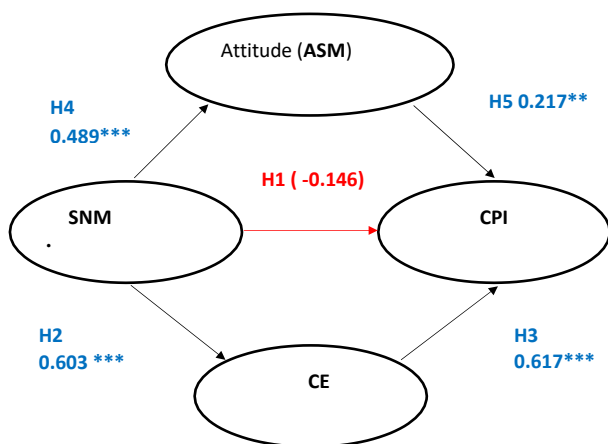 Attitude (ASM)
H4
0.489***
H5 0.217**
H1 ( -0.146)
SNM
.
CPI
H2
0.603 ***
H3
0.617***
CE